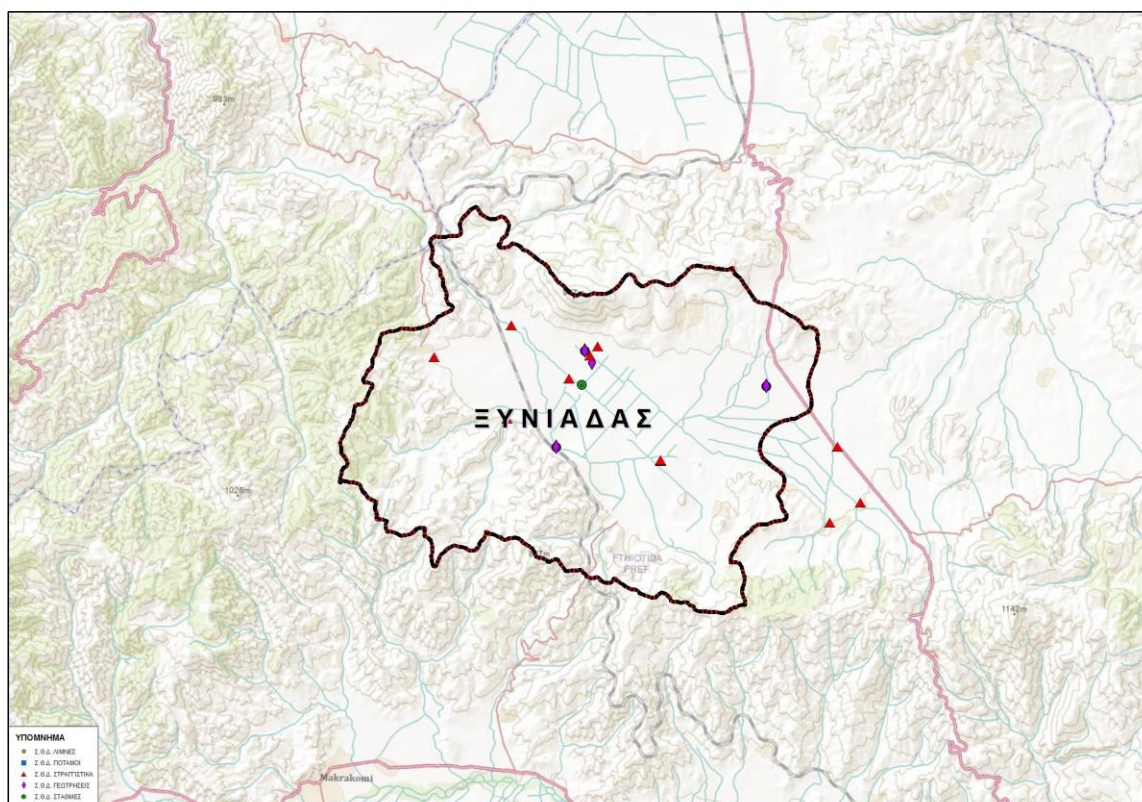 983m
ΞΥΝΙΑΔΑΣ
1026m
FTHIOTIDA
PREF.
1142m
Makrakomi
ΥΠΟΜΝΗΜΑ
Σ.Θ.Δ. ΛΙΜΝΕΣ
Σ.Θ.Δ. ΠΟΤΑΜΟΙ
Σ.Θ.Δ. ΣΤΡΑΓΓΙΣΤΙΚΑ
Σ.Θ.Δ. ΓΕΩΤΡΗΣΕΙΣ
Σ.Θ.Δ. ΣΤΑΘΜΕΣ